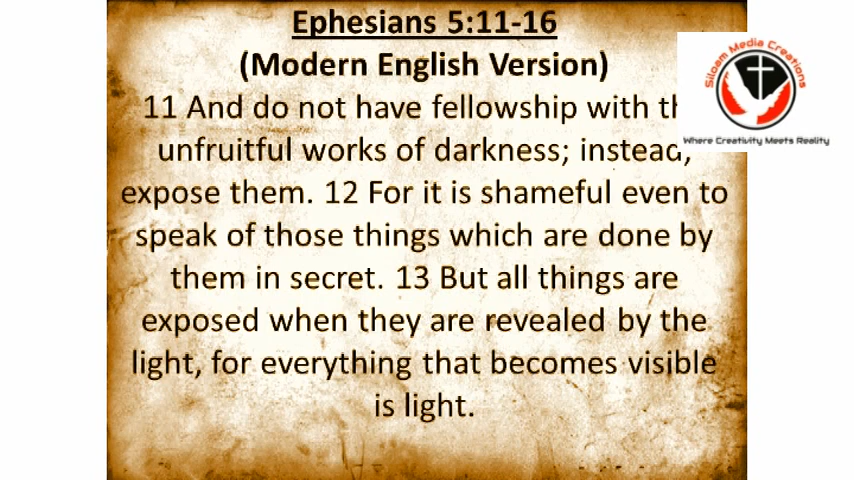 Ephesians 5:11-16
(Modern English Version)
11 And do not have fellowship with th
unfruitful works of darkness; instead,
expose them. 12 For it is shameful even to
speak of those things which are done by
them in secret. 13 But all things are
exposed when they are revealed by the
light, for everything that becomes visible
is light.
Siloam Media Creations
Where Creativity Meets Reality